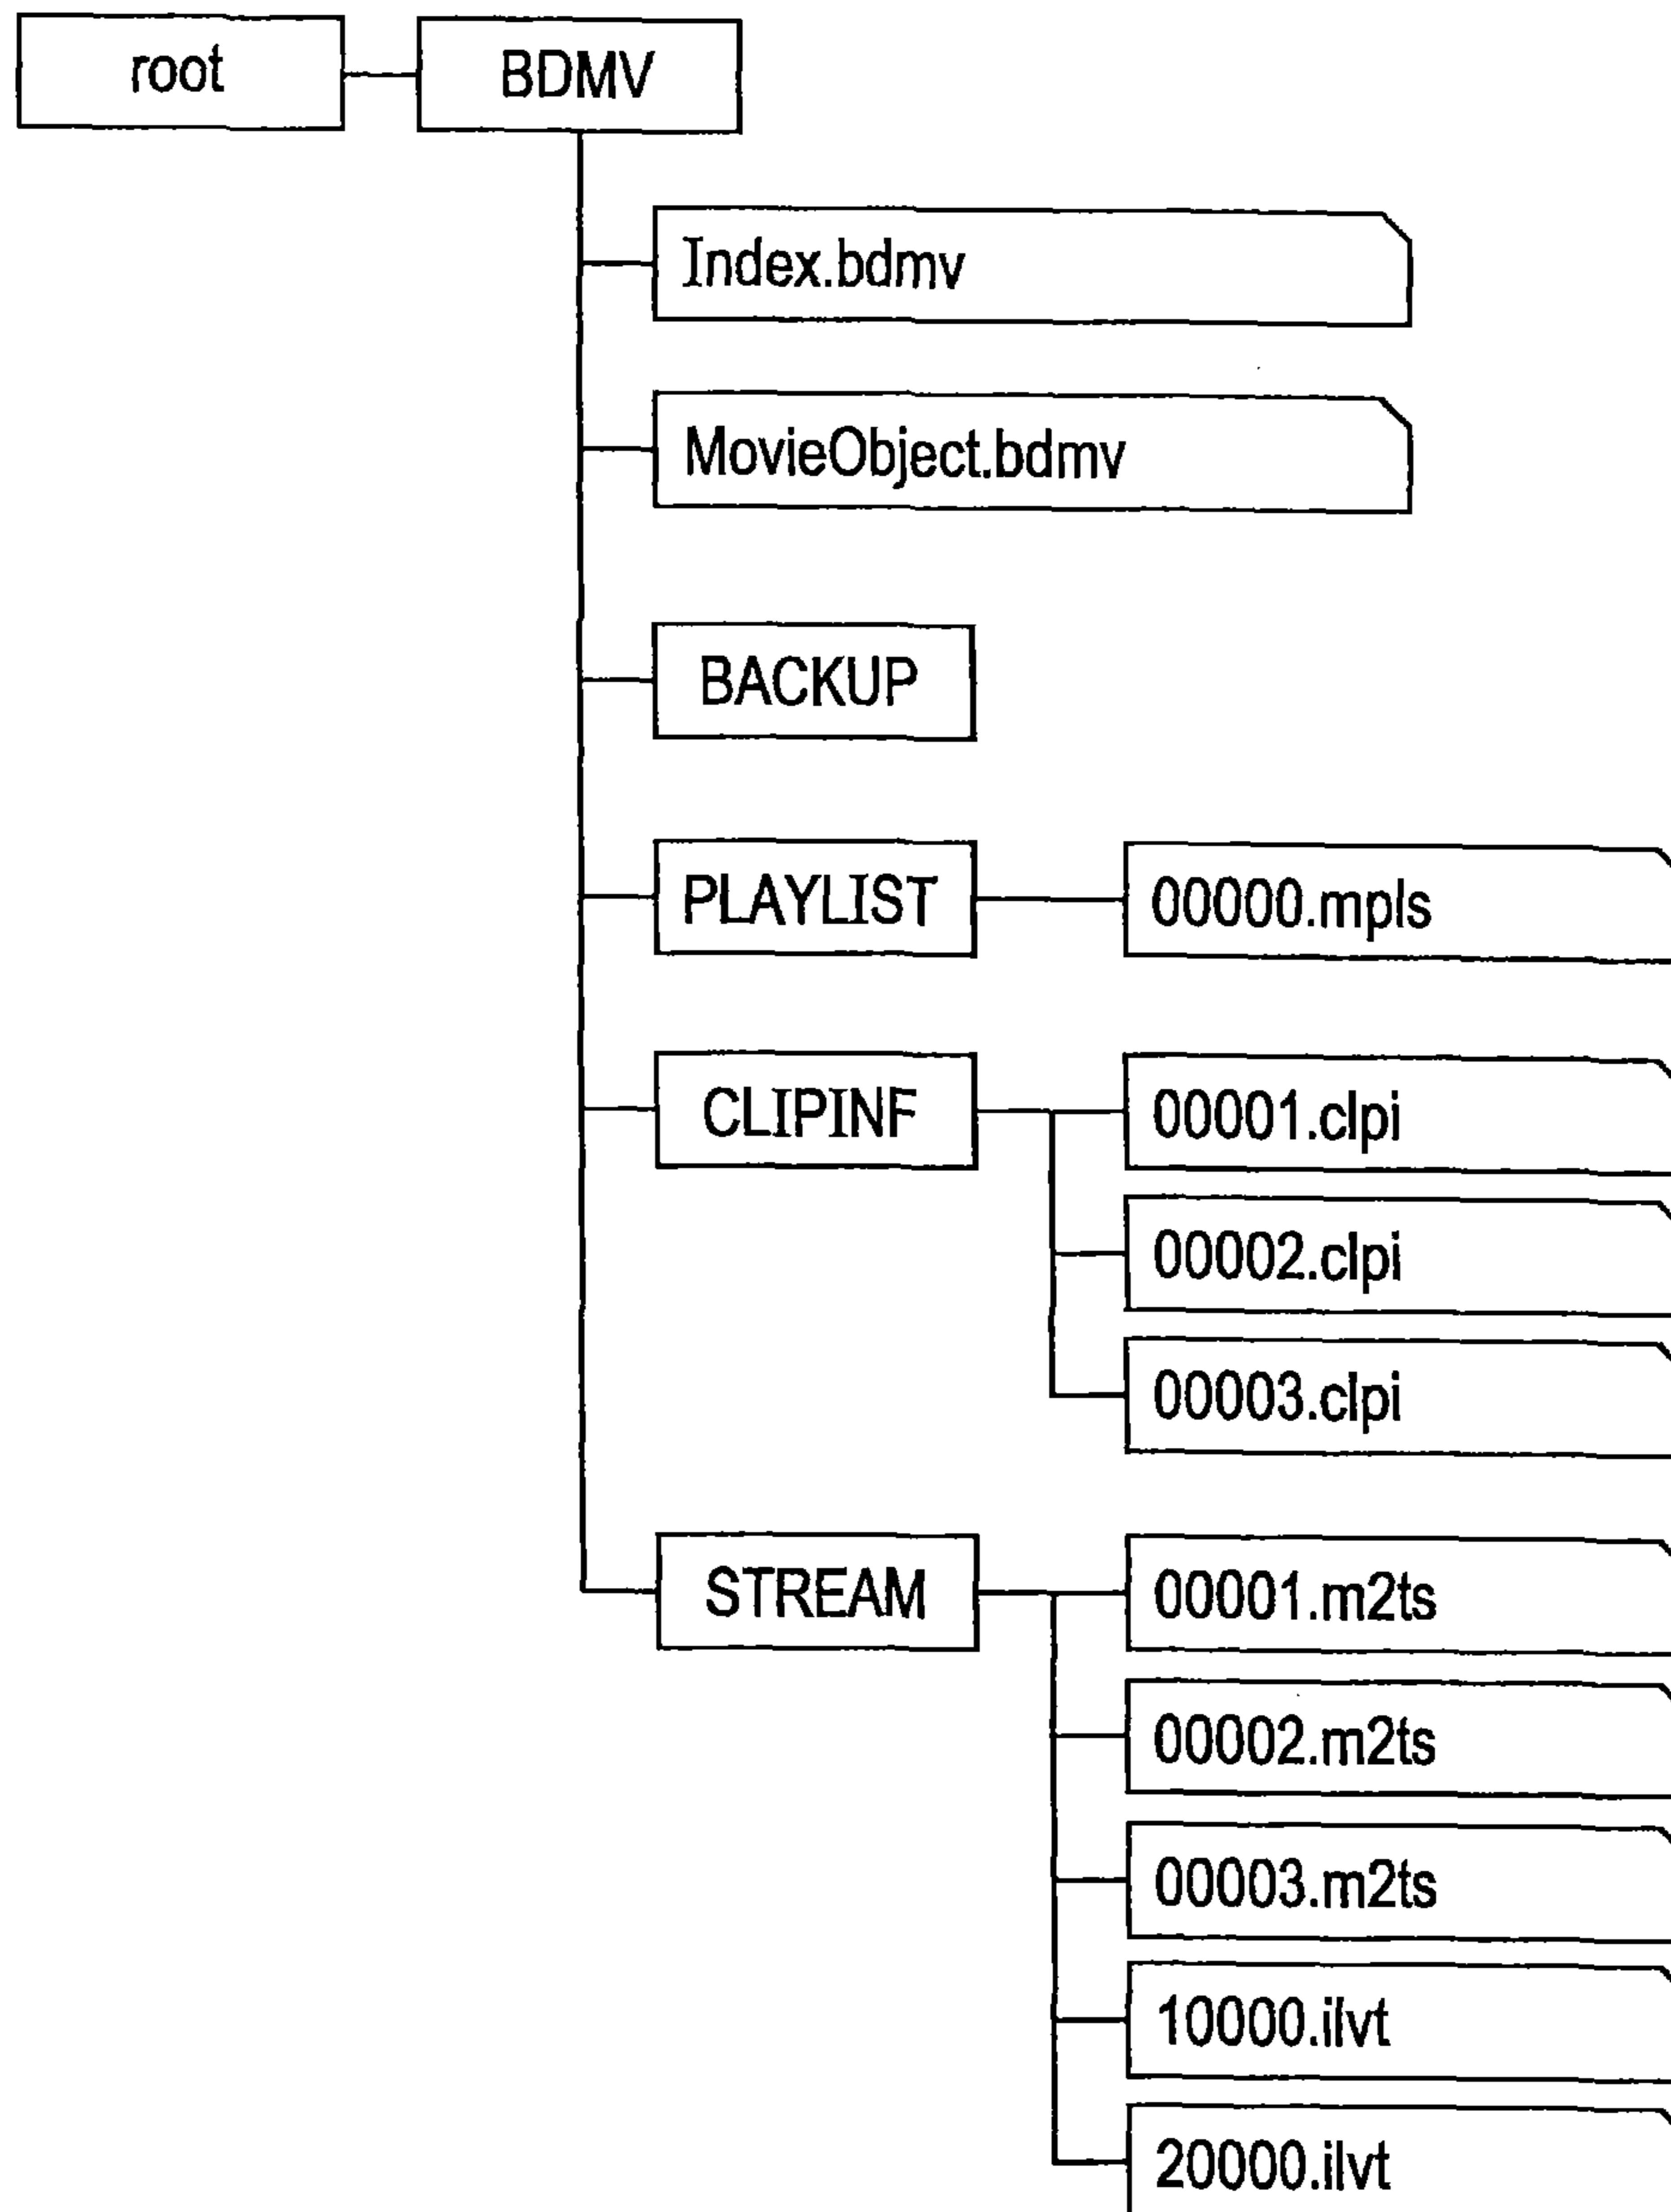 root
BDMV
Index.bdmv
MovieObject.bdmv
BACKUP
PLAYLIST
00000.mpls
CLIPINF
00001.clpi
00002.clpi
00003.clpi
STREAM
00001.m2ts
00002.m2ts
00003.m2ts
10000.ilvt
20000.ilvt